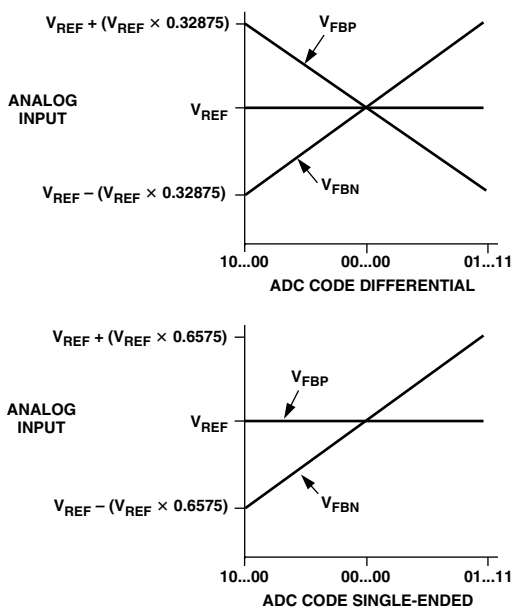 V_REF + (V_REF × 0.32875)
V_FBP
ANALOG
INPUT
V_REF
V_REF – (V_REF × 0.32875)
V_FBN
10...00
00...00
01...11
ADC CODE DIFFERENTIAL
V_REF + (V_REF × 0.6575)
V_FBP
ANALOG
INPUT
V_REF
V_REF – (V_REF × 0.6575)
V_FBN
10...00
00...00
01...11
ADC CODE SINGLE-ENDED